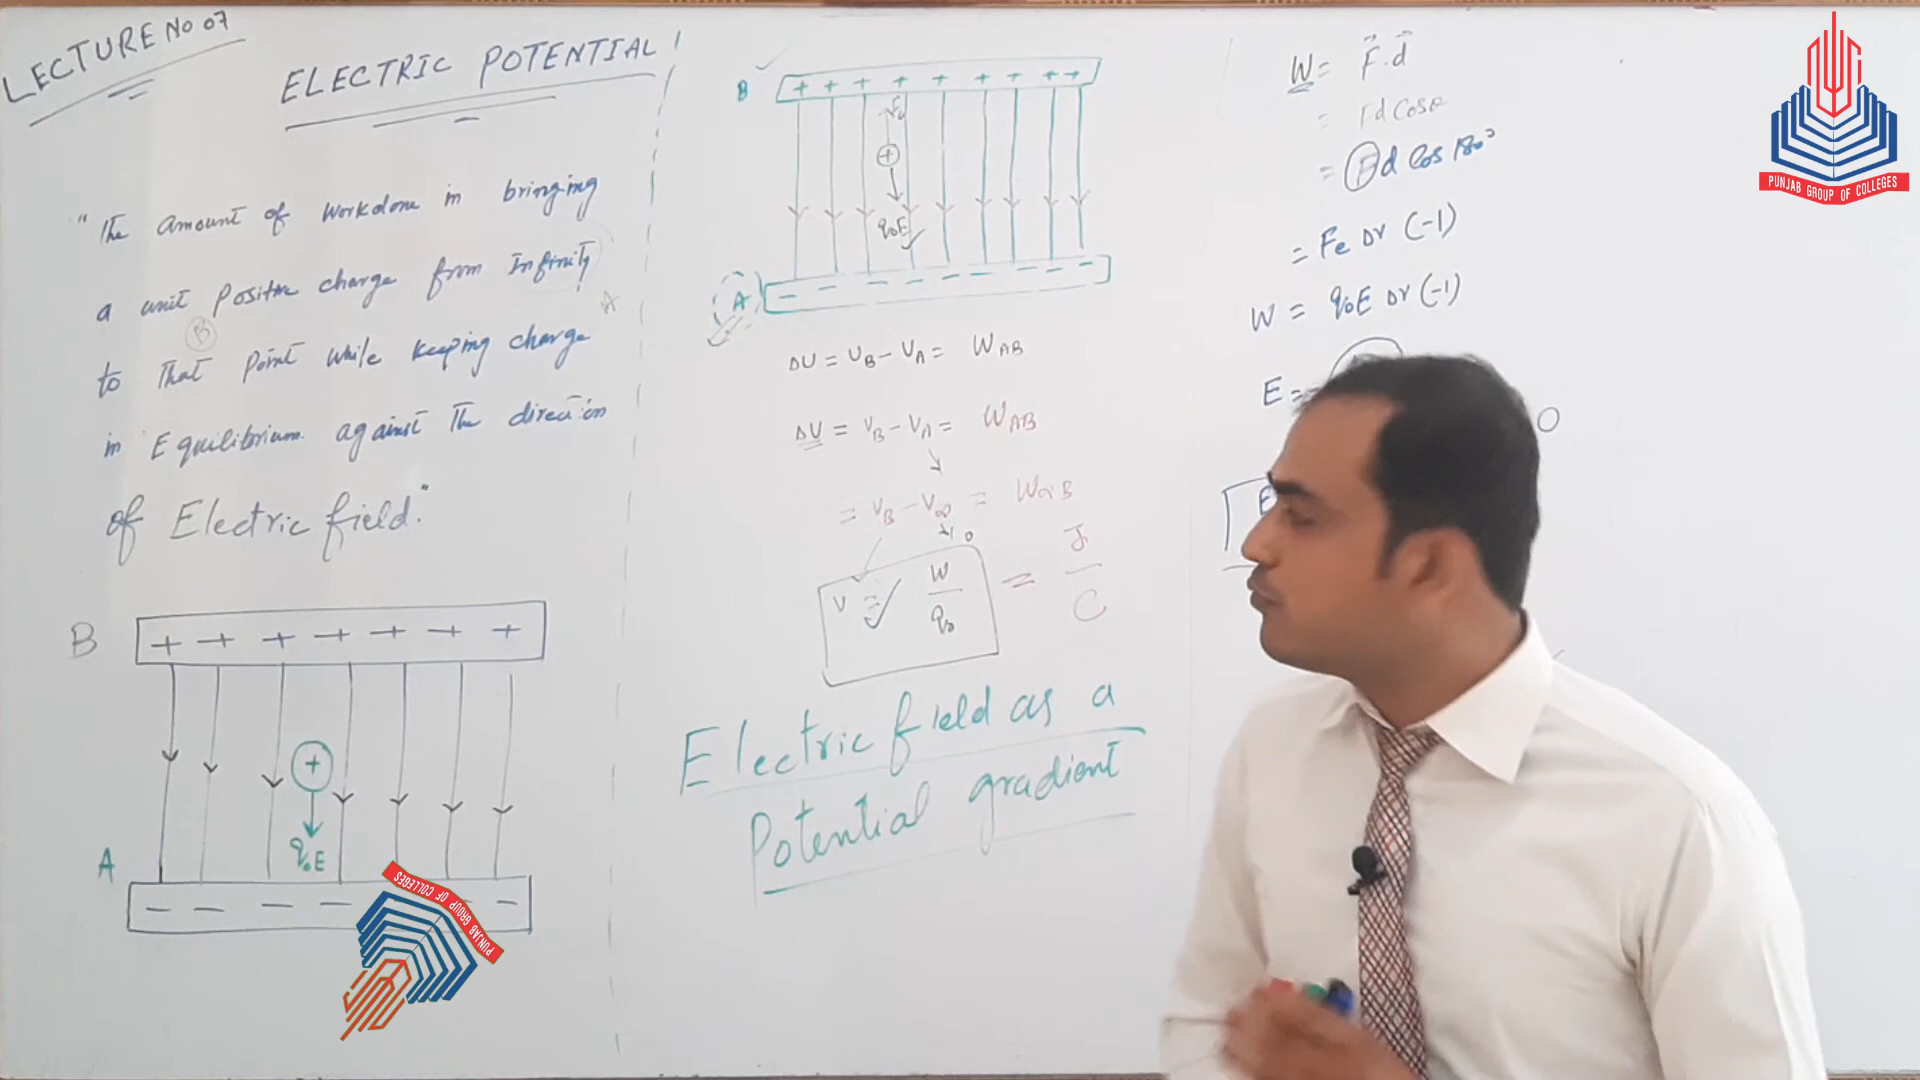 LECTURE NO 07
ELECTRIC POTENTIAL
"The amount of workdone in bringing
a unit positive charge from Infinity
A
B
to that point while keeping charge
in Equilibrium against the direction
of Electric field."
B
+ + + + + + +
+
q₀E
A
− − − − −
PUNJAB GROUP OF COLLEGES
B
+ + + + + + + + +
+
q₀E
A
− − − − − − − − −
ΔU = U_B − U_A = W_AB
ΔV = V_B − V_A = W_AB
= V_B − V_∞ = W_∞B
0
V = W/q₀ = J/C
Electric field as a
Potential gradient
W = F⃗.d⃗
= Fd Cosθ
= Fd Cos 180°
= Fe Δr (-1)
W = q₀E Δr (-1)
E = -
E
PUNJAB GROUP OF COLLEGES